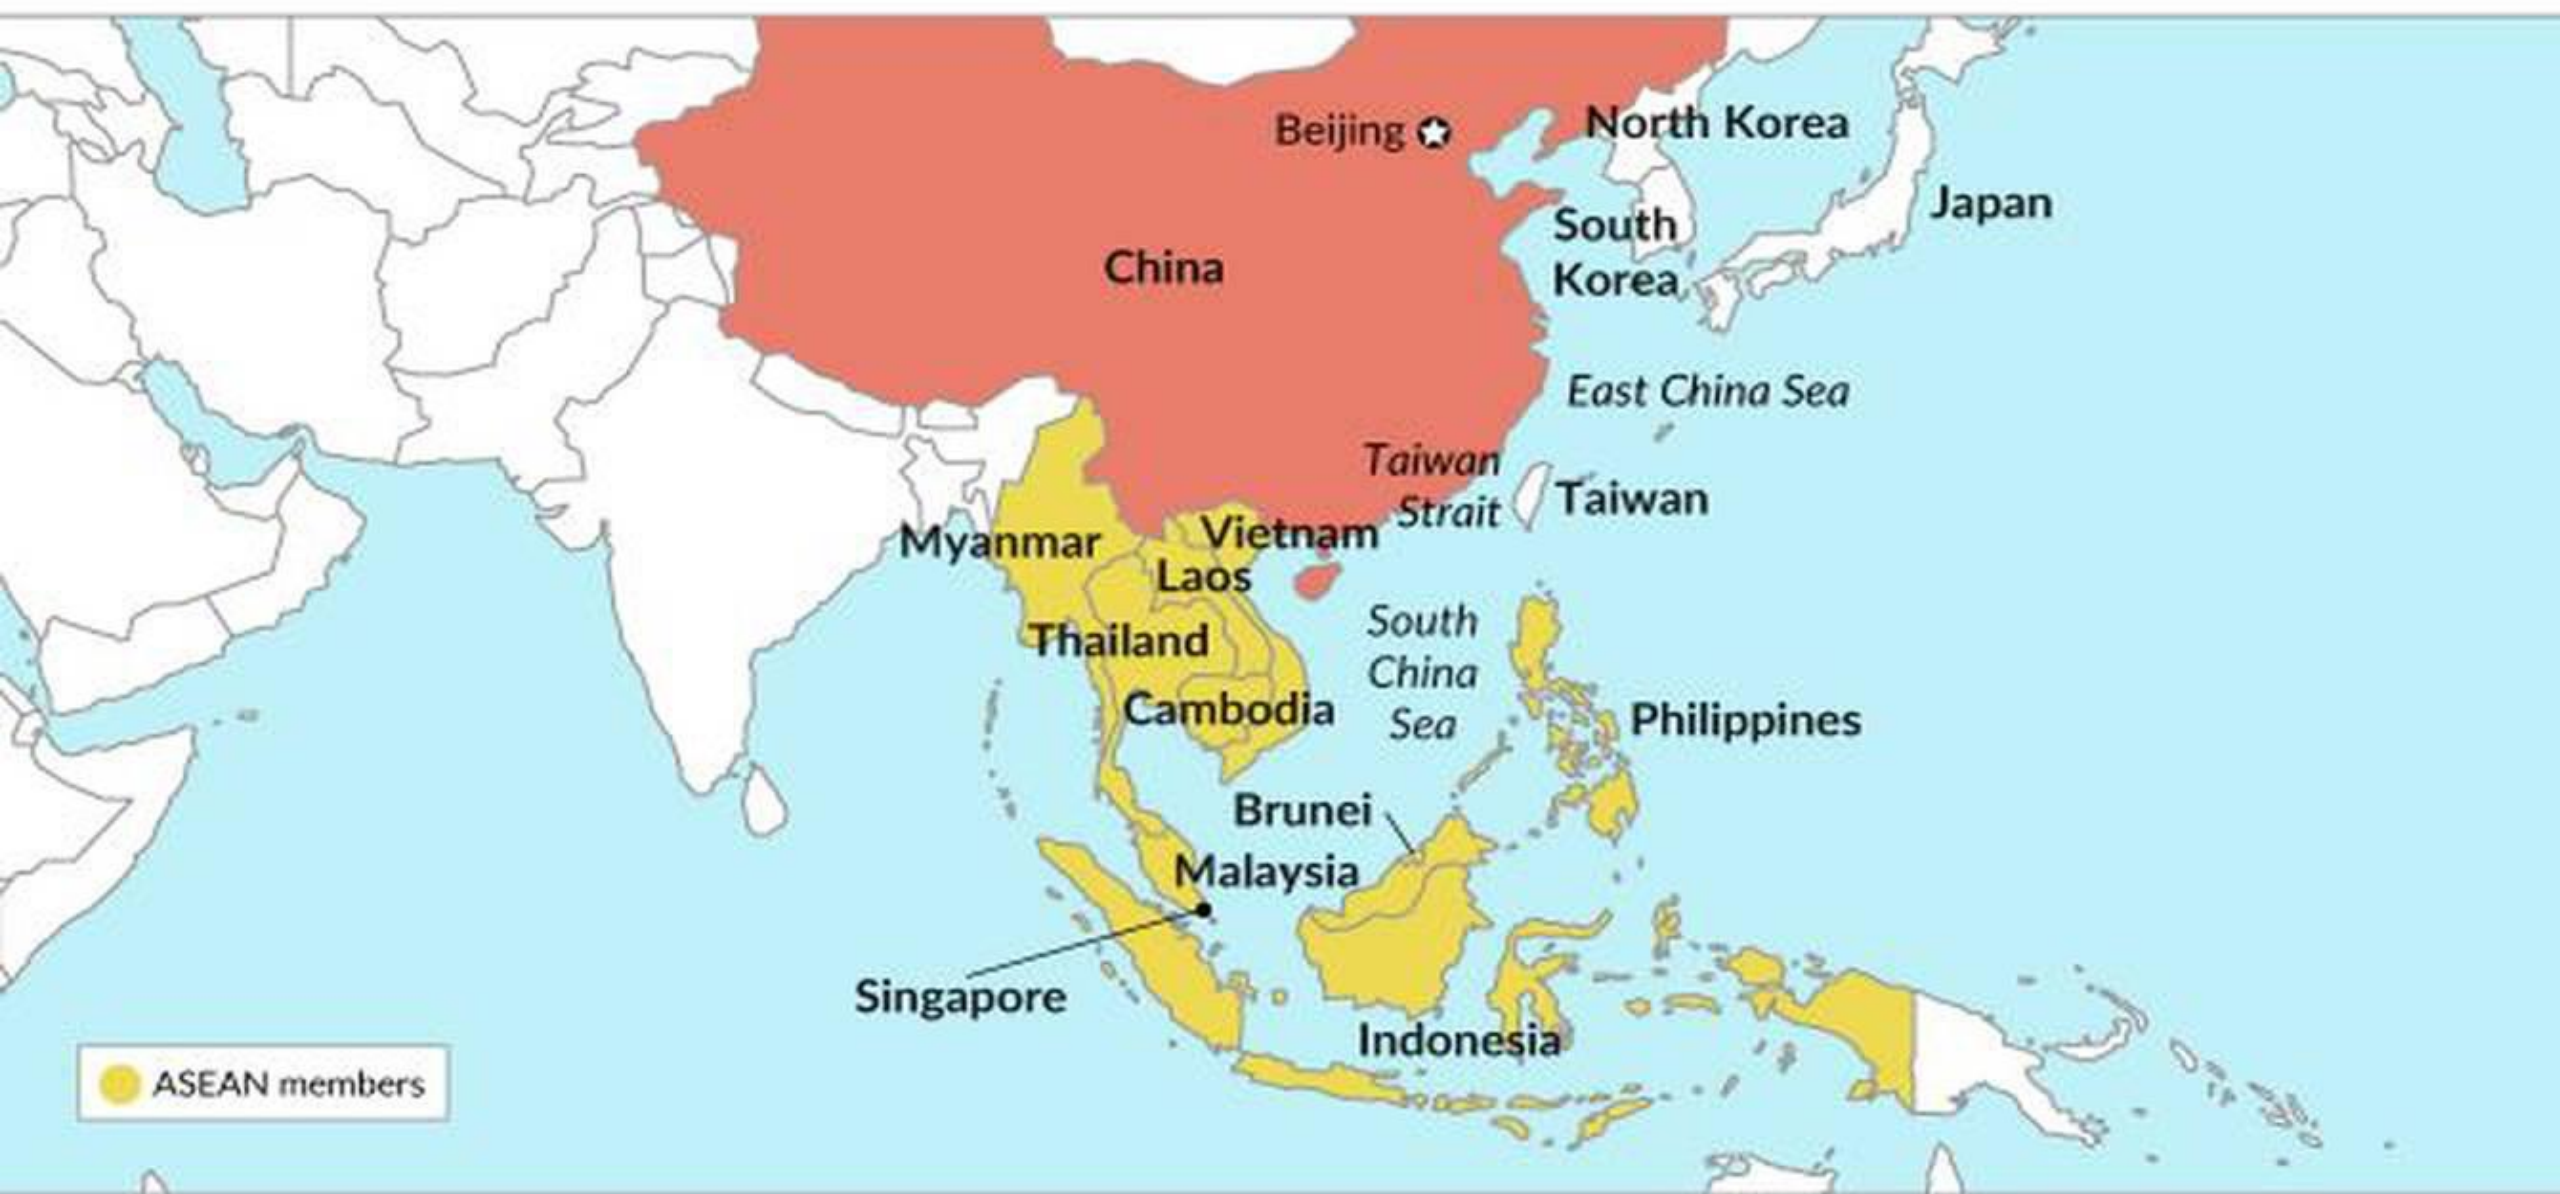 Beijing
North Korea
Japan
China
South
Korea
East China Sea
Taiwan
Strait
Taiwan
Myanmar
Vietnam
Laos
South
China
Sea
Thailand
Cambodia
Philippines
Brunei
Malaysia
Singapore
Indonesia
ASEAN members